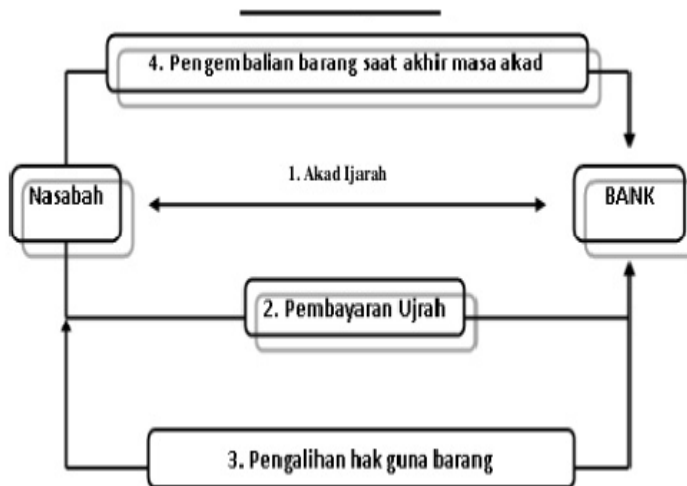 4. Pengembalian barang saat akhir masa akad
1. Akad Ijarah
Nasabah
BANK
2. Pembayaran Ujrah
3. Pengalihan hak guna barang